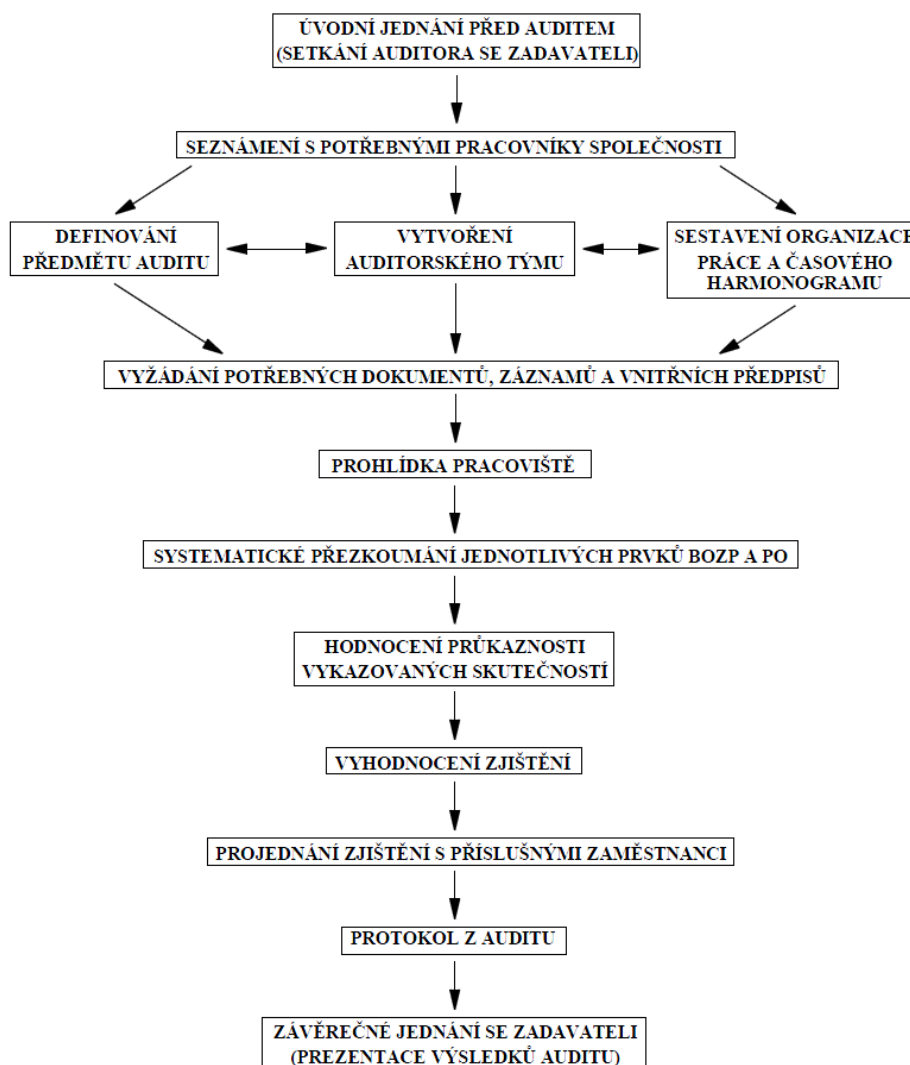 ÚVODNÍ JEDNÁNÍ PŘED AUDITEM
(SETKÁNÍ AUDITORA SE ZADAVATELI)
SEZNÁMENÍ S POTŘEBNÝMI PRACOVNÍKY SPOLEČNOSTI
DEFINOVÁNÍ
PŘEDMĚTU AUDITU
VYTVOŘENÍ
AUDITORSKÉHO TÝMU
SESTAVENÍ ORGANIZACE
PRÁCE A ČASOVÉHO
HARMONOGRAMU
VYŽÁDÁNÍ POTŘEBNÝCH DOKUMENTŮ, ZÁZNAMŮ A VNITŘNÍCH PŘEDPISŮ
PROHLÍDKA PRACOVIŠTĚ
SYSTEMATICKÉ PŘEZKOUMÁNÍ JEDNOTLIVÝCH PRVKŮ BOZP A PO
HODNOCENÍ PRŮKAZNOSTI
VYKAZOVANÝCH SKUTEČNOSTÍ
VYHODNOCENÍ ZJIŠTĚNÍ
PROJEDNÁNÍ ZJIŠTĚNÍ S PŘÍSLUŠNÝMI ZAMĚSTNANCI
PROTOKOL Z AUDITU
ZÁVĚREČNÉ JEDNÁNÍ SE ZADAVATELI
(PREZENTACE VÝSLEDKŮ AUDITU)